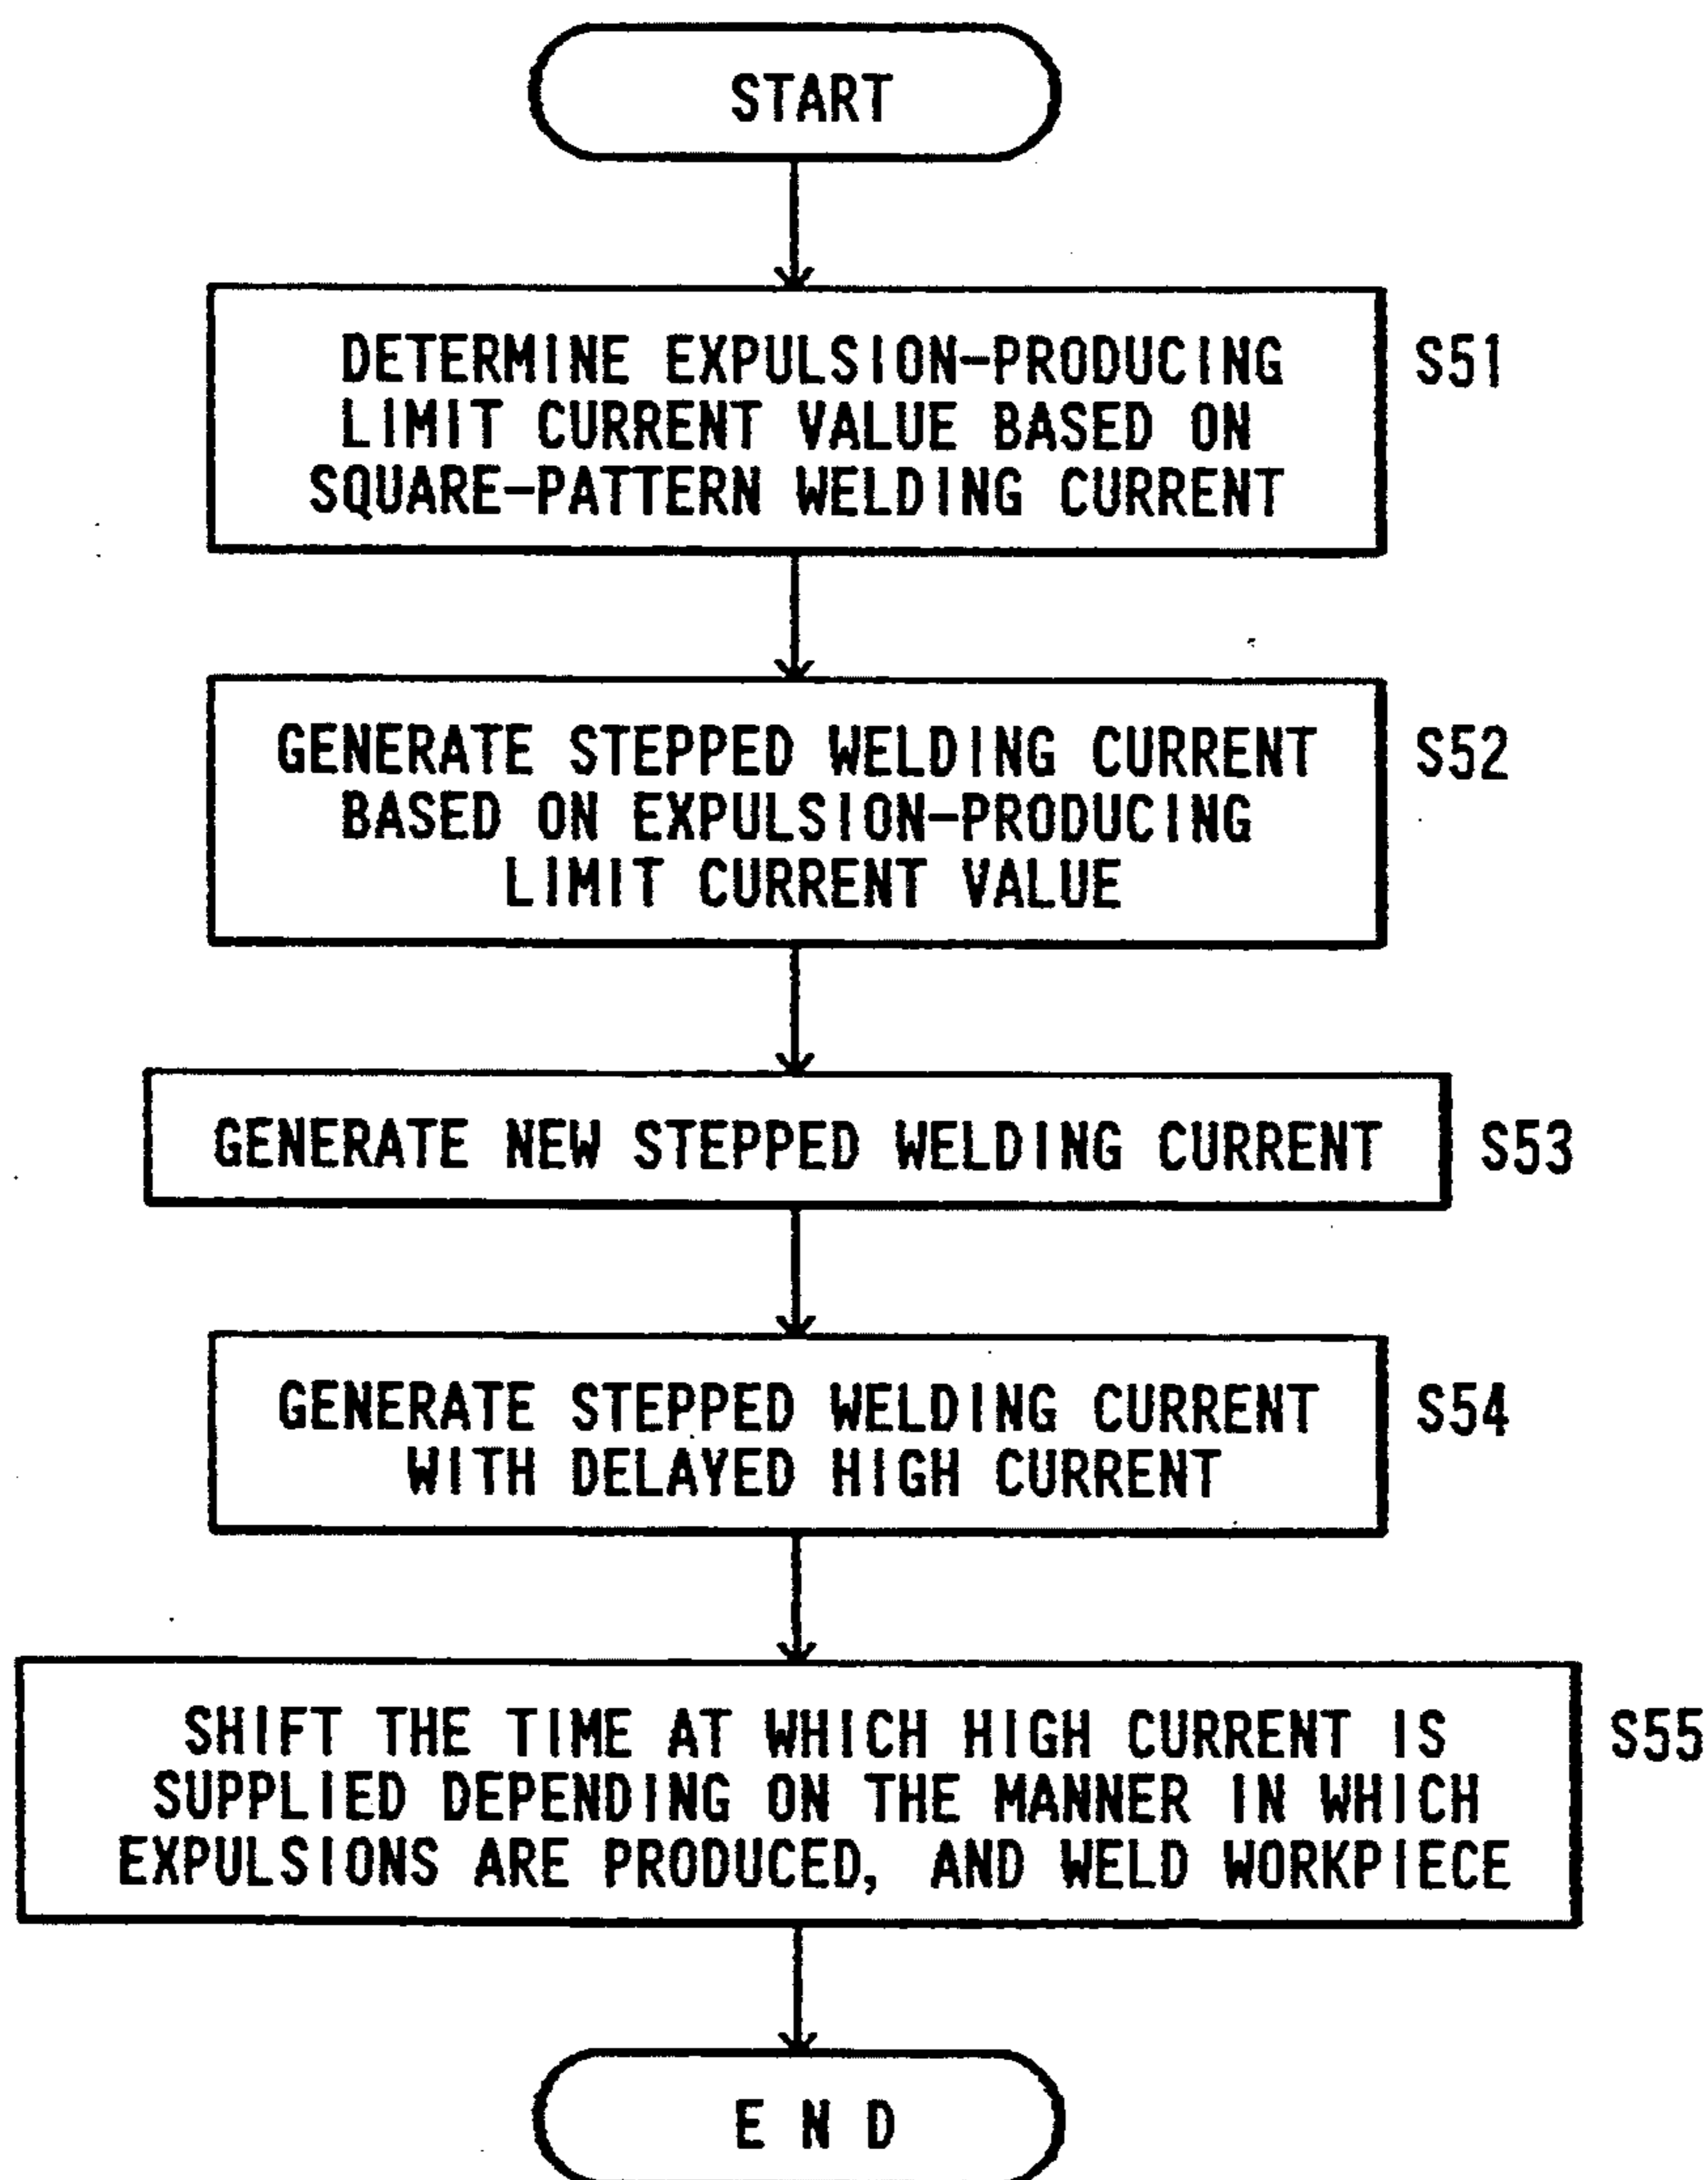 START
DETERMINE EXPULSION-PRODUCING
LIMIT CURRENT VALUE BASED ON
SQUARE-PATTERN WELDING CURRENT
S51
GENERATE STEPPED WELDING CURRENT
BASED ON EXPULSION-PRODUCING
LIMIT CURRENT VALUE
S52
GENERATE NEW STEPPED WELDING CURRENT
S53
GENERATE STEPPED WELDING CURRENT
WITH DELAYED HIGH CURRENT
S54
SHIFT THE TIME AT WHICH HIGH CURRENT IS
SUPPLIED DEPENDING ON THE MANNER IN WHICH
EXPULSIONS ARE PRODUCED, AND WELD WORKPIECE
S55
END